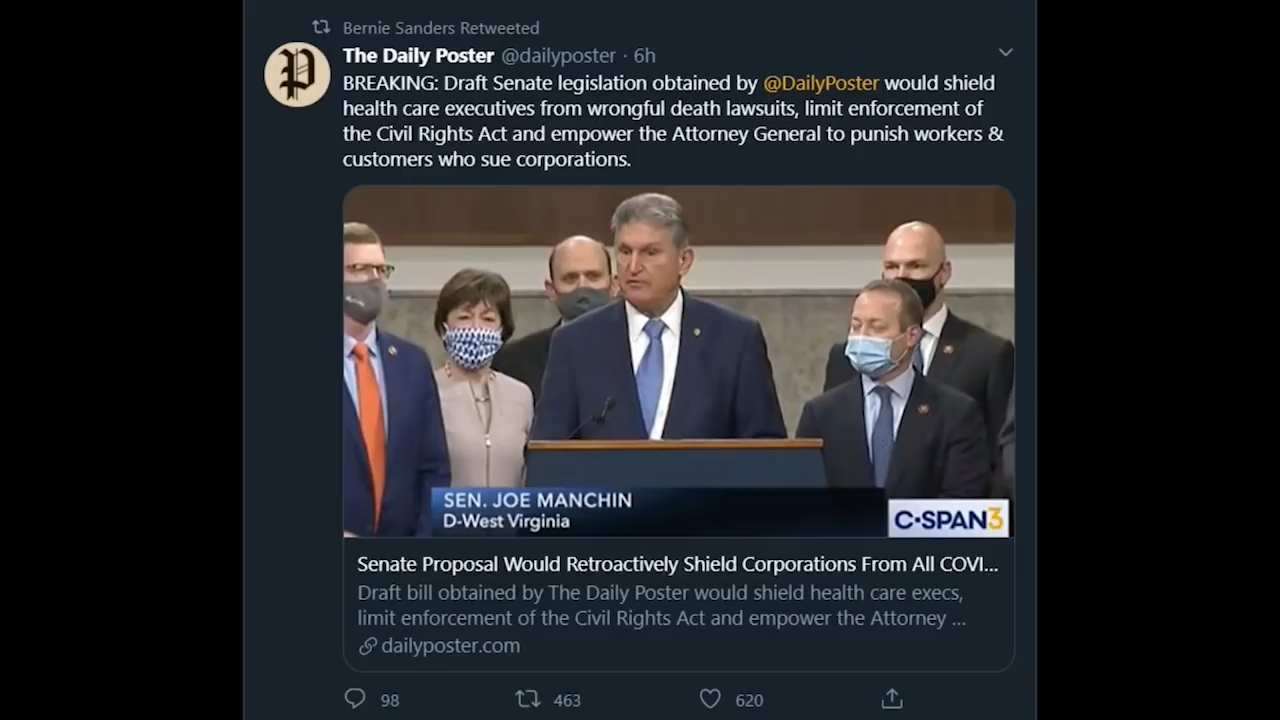 Bernie Sanders Retweeted
The Daily Poster @dailyposter · 6h
BREAKING: Draft Senate legislation obtained by @DailyPoster would shield
health care executives from wrongful death lawsuits, limit enforcement of
the Civil Rights Act and empower the Attorney General to punish workers &
customers who sue corporations.
SEN. JOE MANCHIN
D-West Virginia
C-SPAN3
Senate Proposal Would Retroactively Shield Corporations From All COVI...
Draft bill obtained by The Daily Poster would shield health care execs,
limit enforcement of the Civil Rights Act and empower the Attorney ...
dailyposter.com
98 463 620